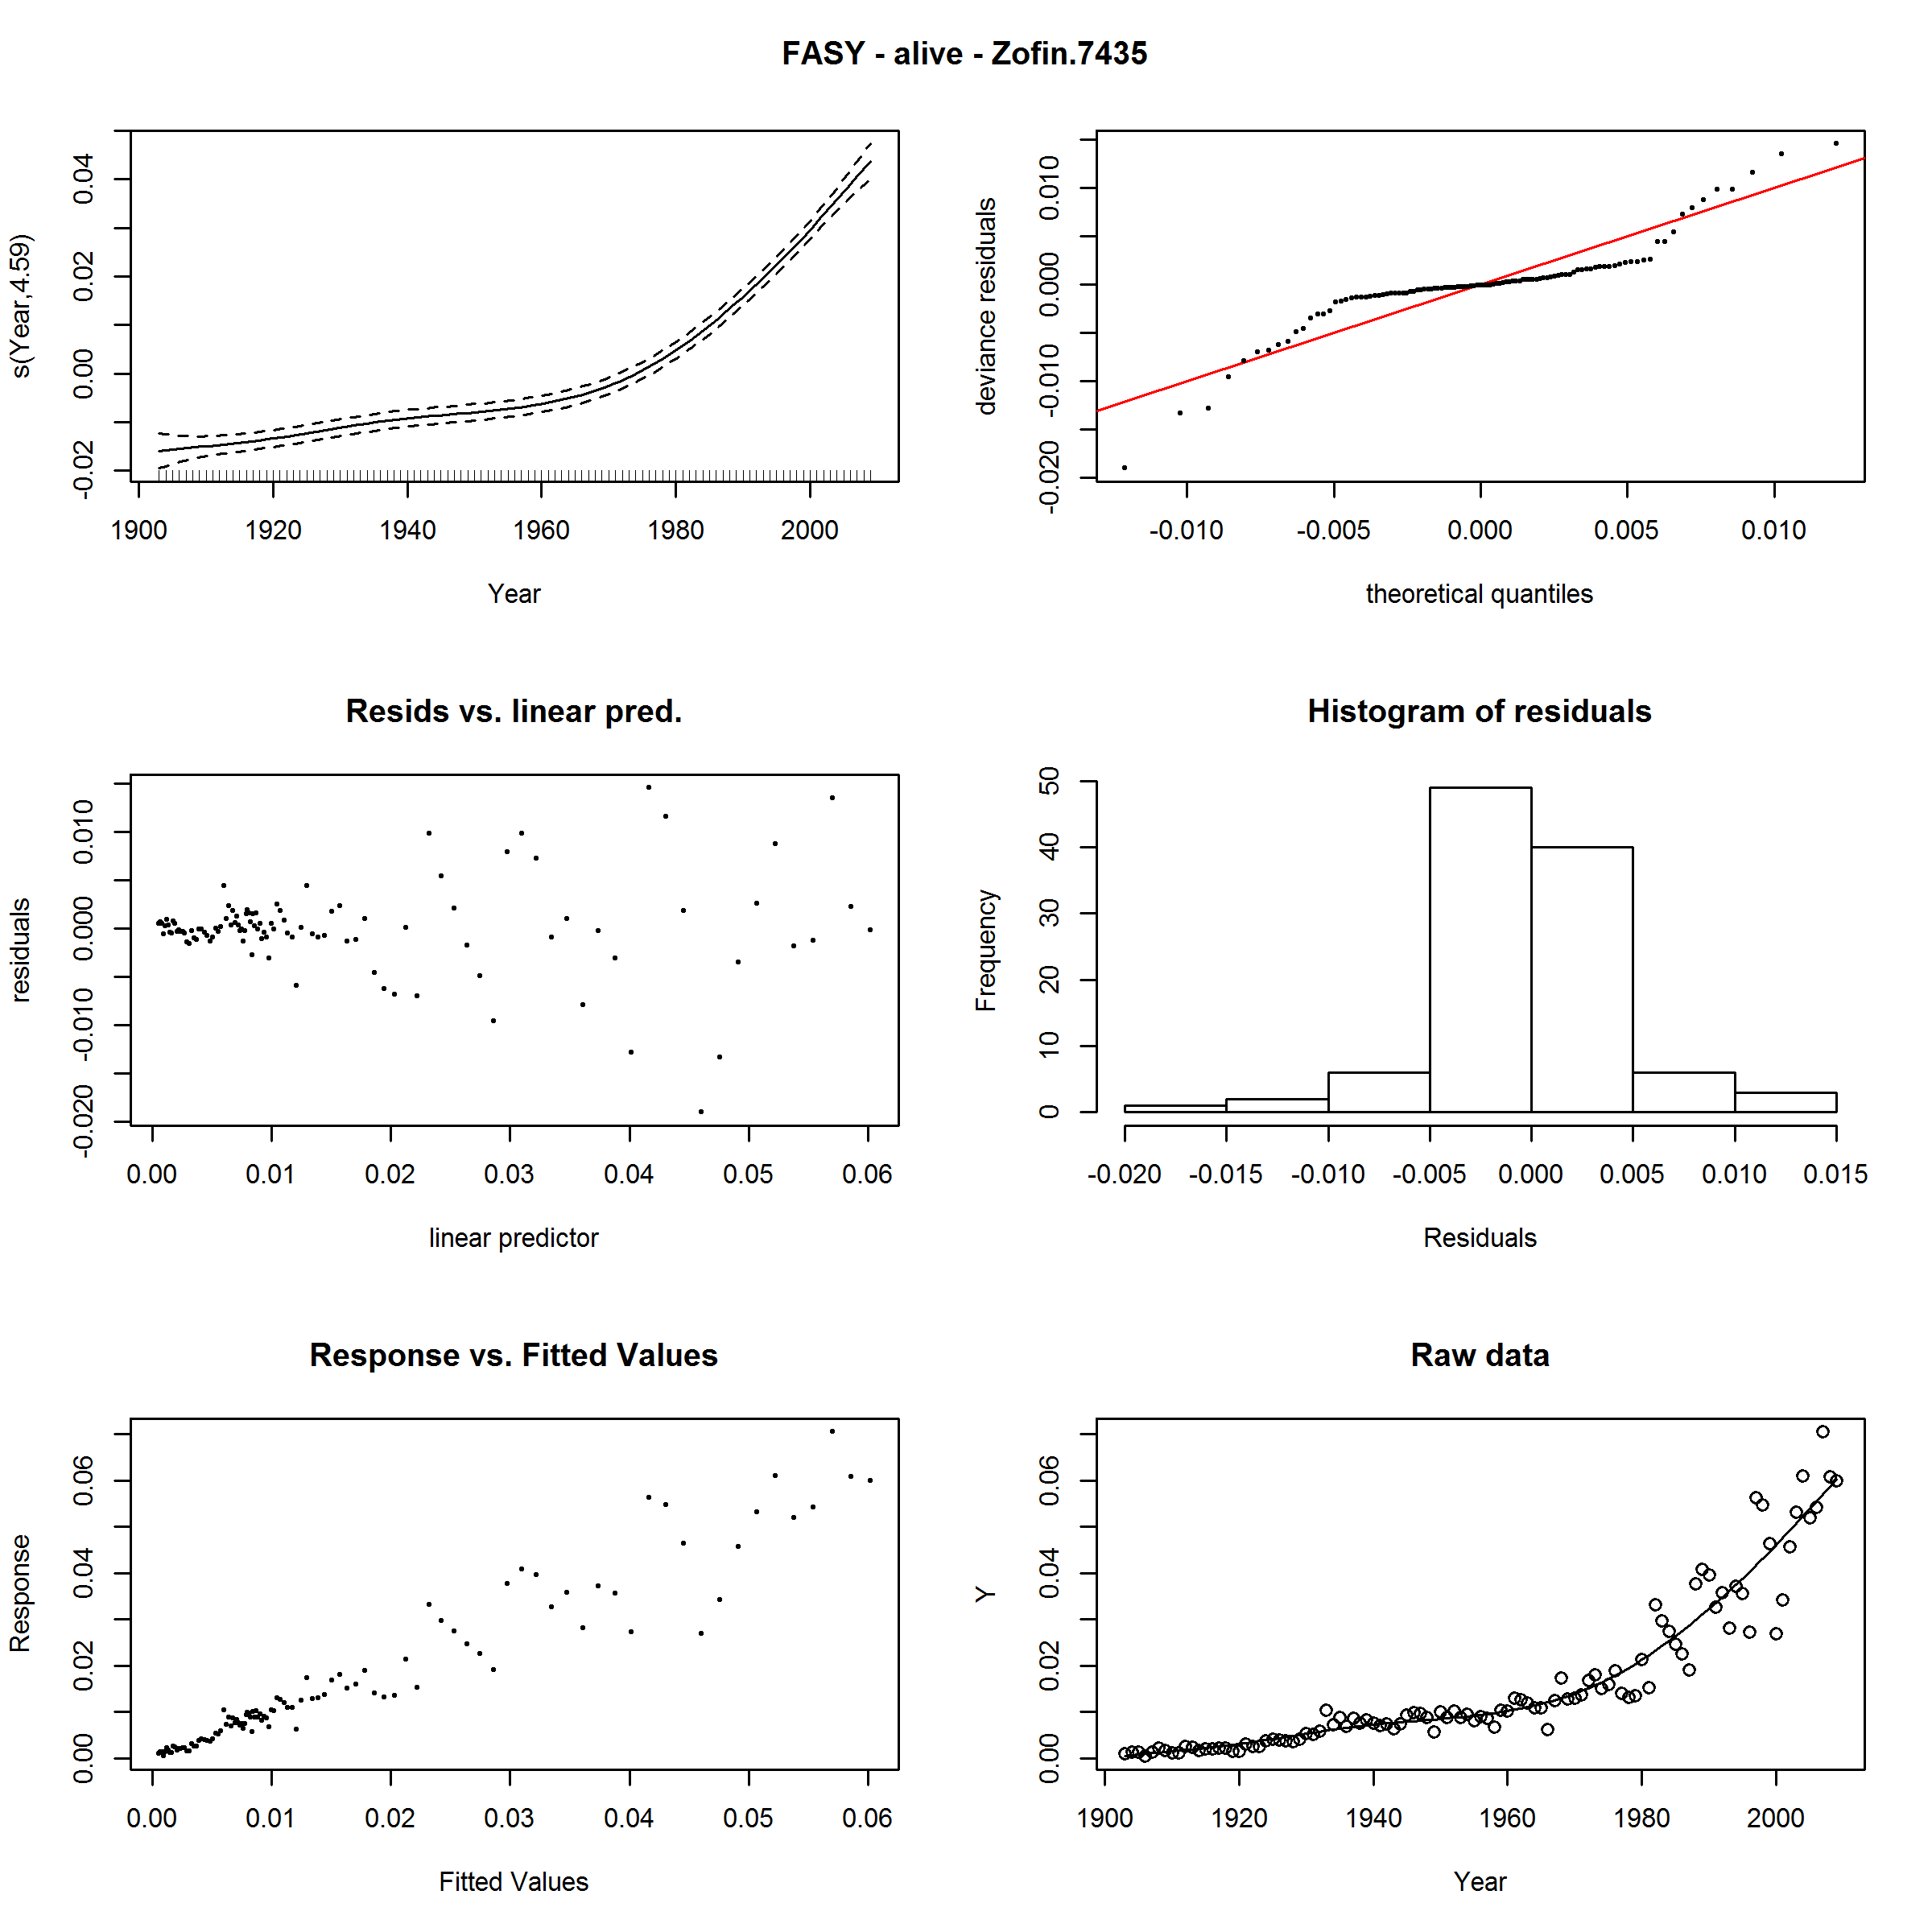 FASY - alive - Zofin.7435
s(Year,4.59)
-0.02 0.00 0.02 0.04
1900 1920 1940 1960 1980 2000
Year
deviance residuals
-0.020 -0.010 0.000 0.010
-0.010 -0.005 0.000 0.005 0.010
theoretical quantiles
Resids vs. linear pred.
residuals
-0.020 -0.010 0.000 0.010
0.00 0.01 0.02 0.03 0.04 0.05 0.06
linear predictor
Histogram of residuals
Frequency
0 10 20 30 40 50
-0.020 -0.015 -0.010 -0.005 0.000 0.005 0.010 0.015
Residuals
Response vs. Fitted Values
Response
0.00 0.02 0.04 0.06
0.00 0.01 0.02 0.03 0.04 0.05 0.06
Fitted Values
Raw data
Y
0.00 0.02 0.04 0.06
1900 1920 1940 1960 1980 2000
Year